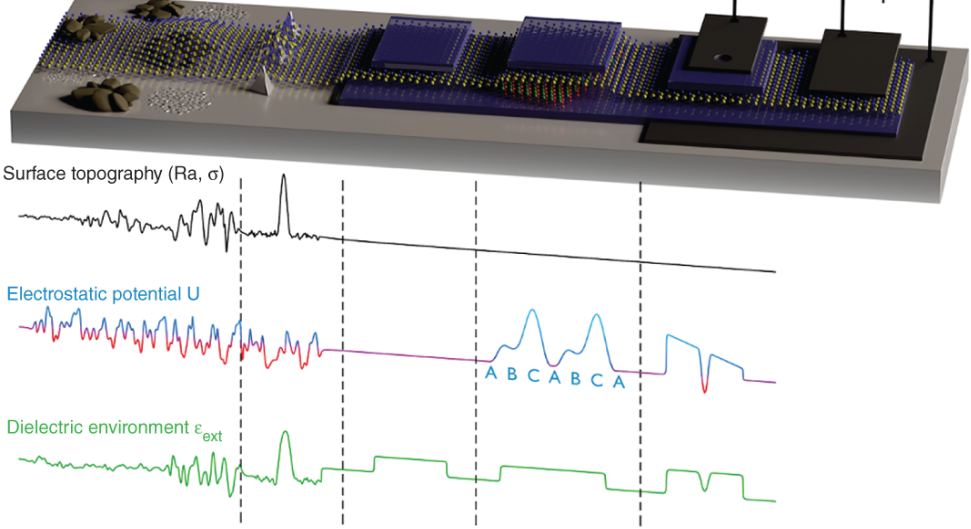 Surface topography (Ra, σ)
Electrostatic potential U
A B C A B C A
Dielectric environment εext